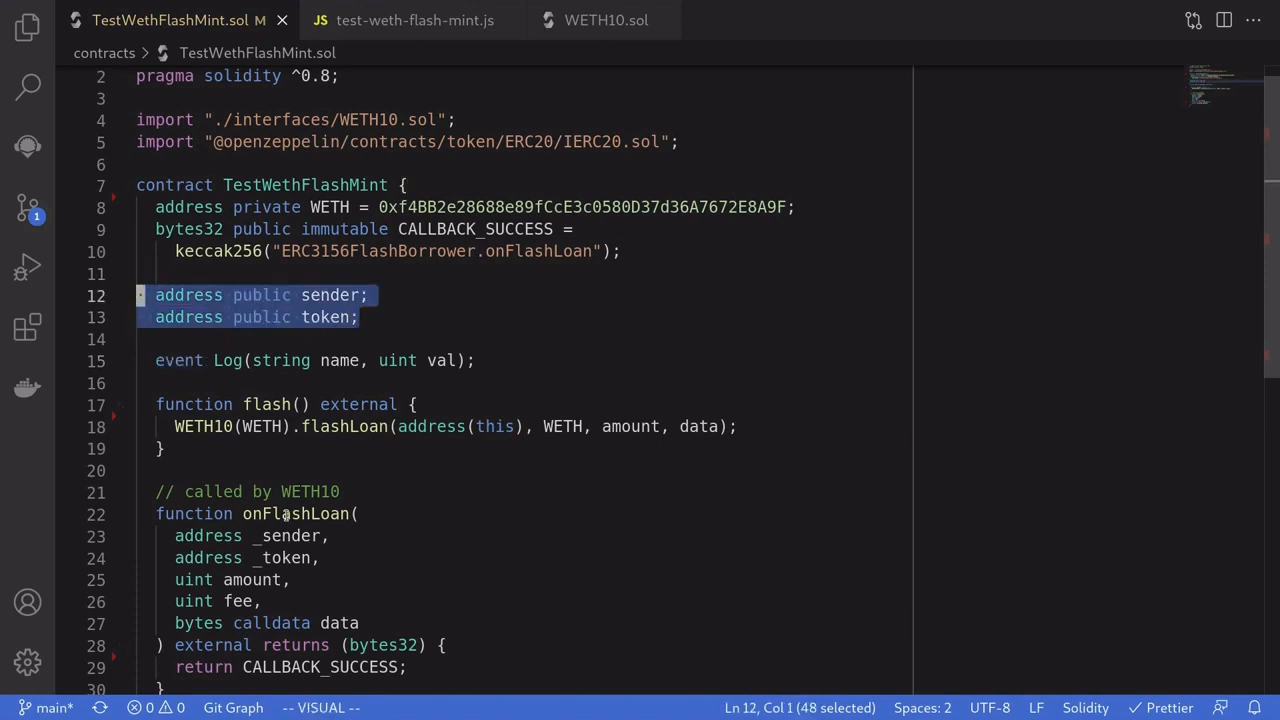 TestWethFlashMint.sol M
JS test-weth-flash-mint.js
WETH10.sol
contracts > TestWethFlashMint.sol
2 pragma solidity ^0.8;
3
4 import "./interfaces/WETH10.sol";
5 import "@openzeppelin/contracts/token/ERC20/IERC20.sol";
6
7 contract TestWethFlashMint {
8 address private WETH = 0xf4BB2e28688e89fCcE3c0580D37d36A7672E8A9F;
9 bytes32 public immutable CALLBACK_SUCCESS =
10 keccak256("ERC3156FlashBorrower.onFlashLoan");
11
12 address public sender;
13 address public token;
14
15 event Log(string name, uint val);
16
17 function flash() external {
18 WETH10(WETH).flashLoan(address(this), WETH, amount, data);
19 }
20
21 // called by WETH10
22 function onFlashLoan(
23 address _sender,
24 address _token,
25 uint amount,
26 uint fee,
27 bytes calldata data
28 ) external returns (bytes32) {
29 return CALLBACK_SUCCESS;
30 }
1
main* 0 0 Git Graph -- VISUAL -- Ln 12, Col 1 (48 selected) Spaces: 2 UTF-8 LF Solidity Prettier